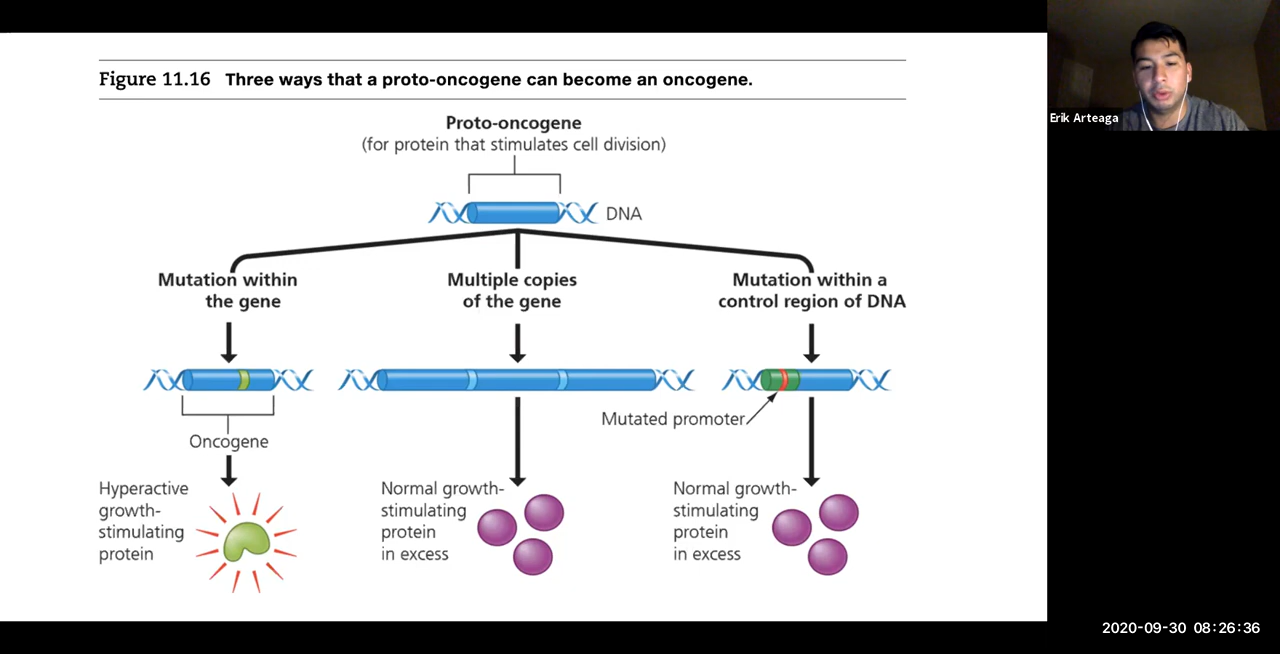 Figure 11.16 Three ways that a proto-oncogene can become an oncogene.
Erik Arteaga
Proto-oncogene
(for protein that stimulates cell division)
DNA
Mutation within
the gene
Multiple copies
of the gene
Mutation within a
control region of DNA
Mutated promoter
Oncogene
Hyperactive
growth-
stimulating
protein
Normal growth-
stimulating
protein
in excess
Normal growth-
stimulating
protein
in excess
2020-09-30 08:26:36